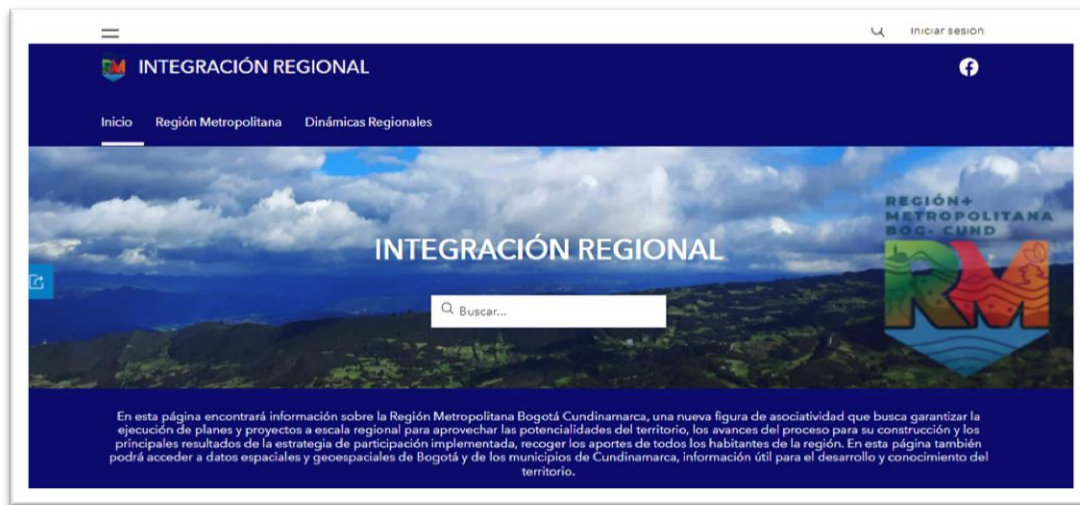 Iniciar sesión
INTEGRACIÓN REGIONAL
Inicio Región Metropolitana Dinámicas Regionales
REGIÓN+
METROPOLITANA
BOG- CUND
RM
INTEGRACIÓN REGIONAL
Buscar...
En esta página encontrará información sobre la Región Metropolitana Bogotá Cundinamarca, una nueva figura de asociatividad que busca garantizar la
ejecución de planes y proyectos a escala regional para aprovechar las potencialidades del territorio, los avances del proceso para su construcción y los
principales resultados de la estrategia de participación implementada, recoger los aportes de todos los habitantes de la región. En esta página también
podrá acceder a datos espaciales y geoespaciales de Bogotá y de los municipios de Cundinamarca, información útil para el desarrollo y conocimiento del
territorio.